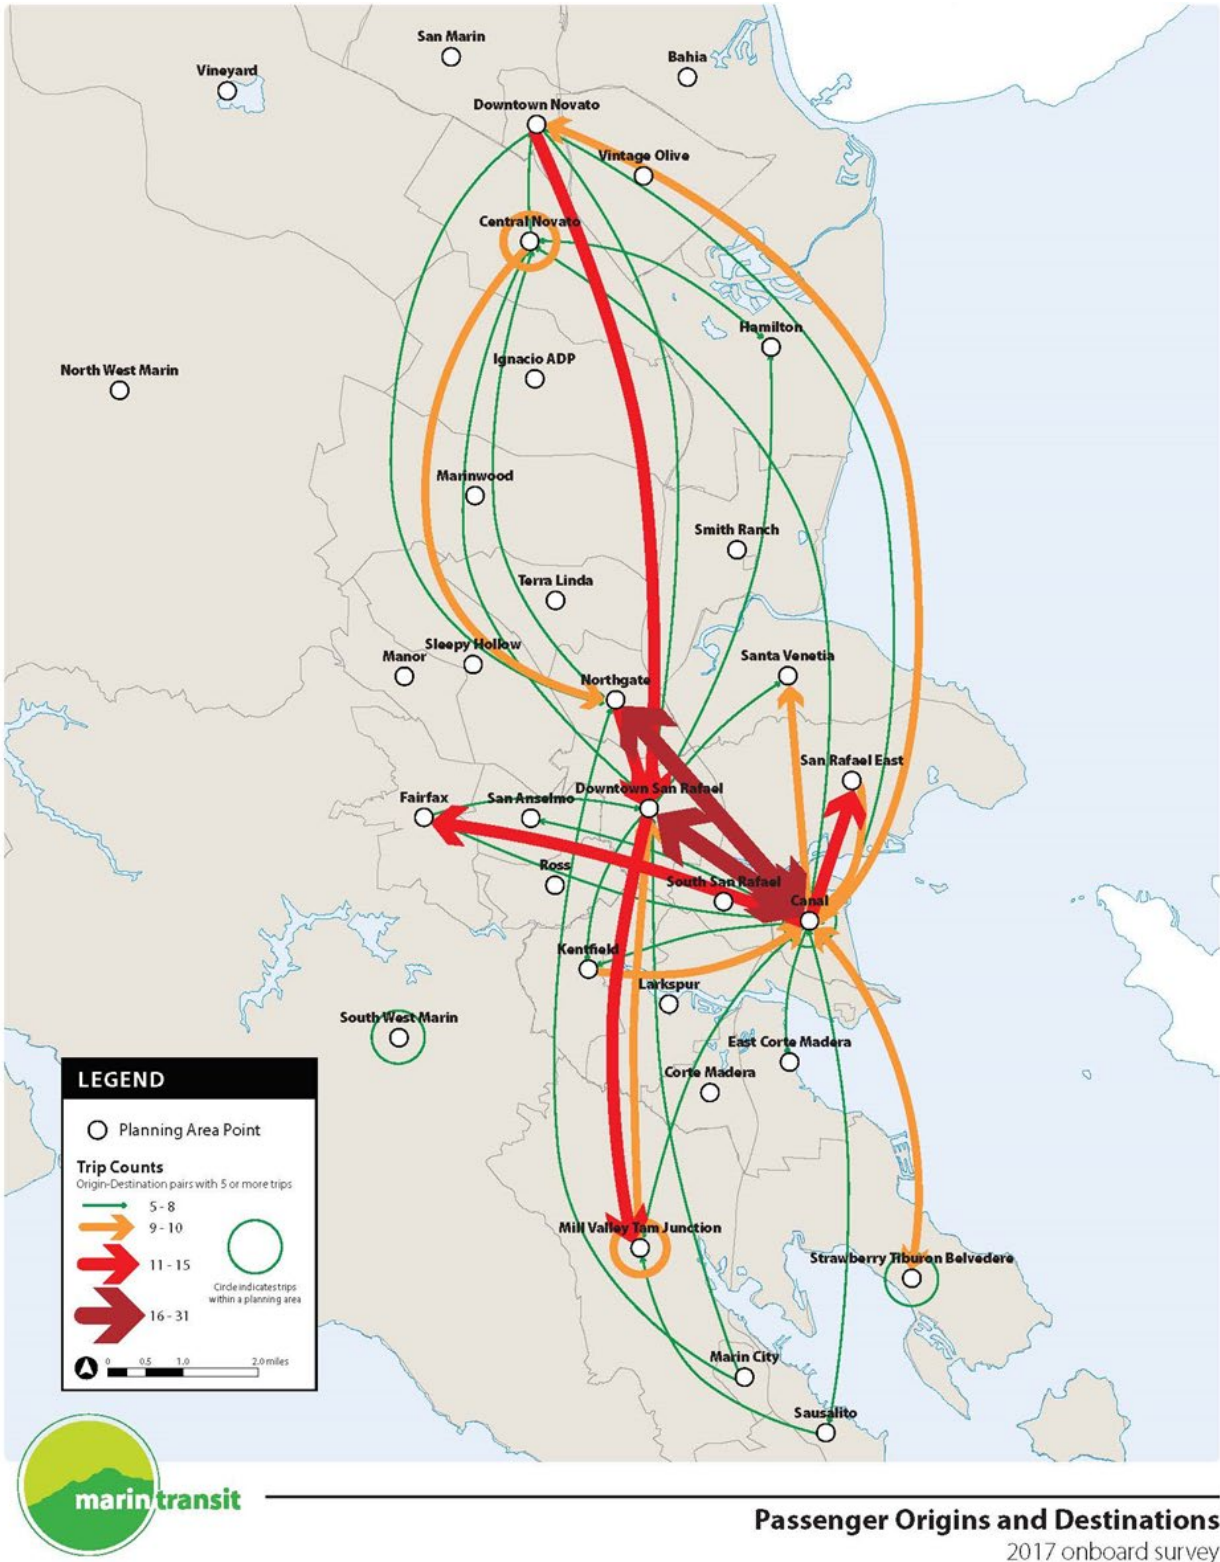 San Marin
Bahia
Vineyard
Downtown Novato
Vintage Olive
Central Novato
Hamilton
Ignacio ADP
North West Marin
Marinwood
Smith Ranch
Terra Linda
Sleepy Hollow
Manor
Santa Venetia
Northgate
San Rafael East
Downtown San Rafael
Fairfax
San Anselmo
Ross
South San Rafael
Canal
Kentfield
Larkspur
South West Marin
East Corte Madera
Corte Madera
LEGEND
Planning Area Point
Trip Counts
Origin-Destination pairs with 5 or more trips
5 - 8
9 - 10
11 - 15
16 - 31
Circle indicates trips
within a planning area
0 0.5 1.0 2.0 miles
Mill Valley Tam Junction
Strawberry Tiburon Belvedere
Marin City
Sausalito
marin transit
Passenger Origins and Destinations
2017 onboard survey